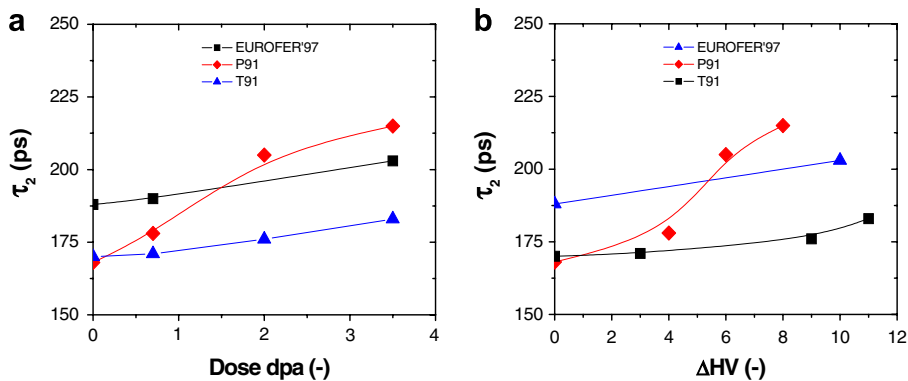 a
250
225
200
175
150
τ₂ (ps)
EUROFER'97
P91
T91
0 1 2 3 4
Dose dpa (-)
b
250
225
200
175
150
τ₂ (ps)
EUROFER'97
P91
T91
0 2 4 6 8 10 12
ΔHV (-)